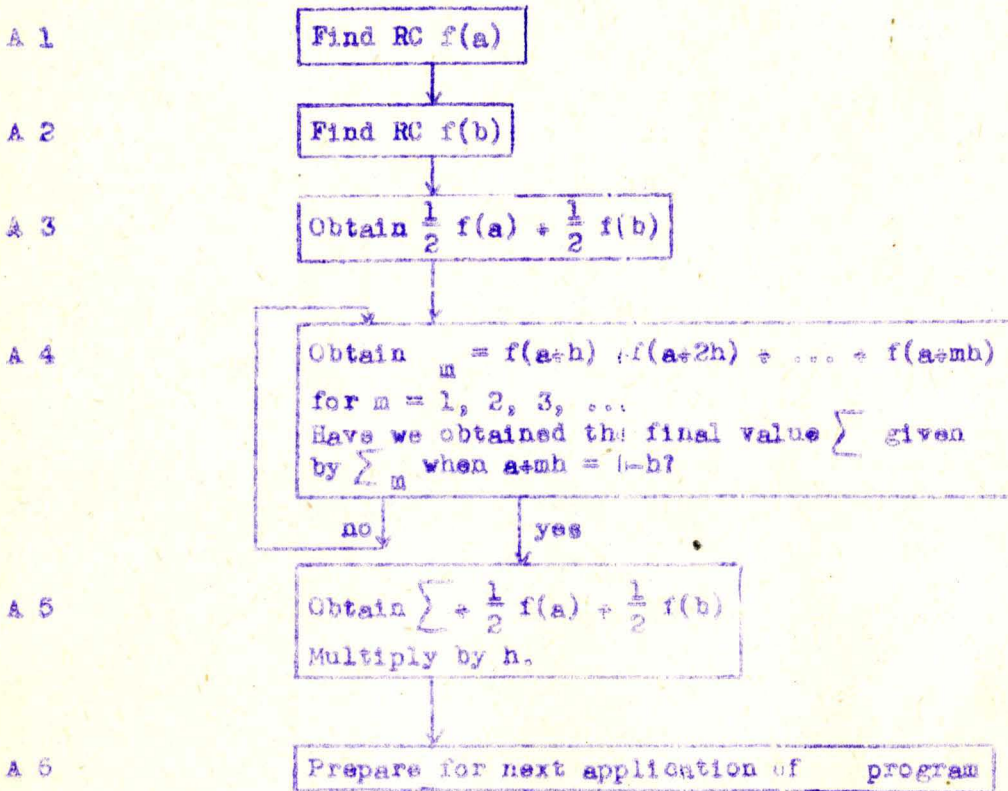 A 1 Find RC f(a)
A 2 Find RC f(b)
A 3 Obtain 1/2 f(a) + 1/2 f(b)
A 4 Obtain m = f(a+h) + f(a+2h) + ... + f(a+mh)
for m = 1, 2, 3, ...
Have we obtained the final value ∑ given
by ∑ m when a+mh = b-h?
no yes
A 5 Obtain ∑ + 1/2 f(a) + 1/2 f(b)
Multiply by h.
A 6 Prepare for next application of program